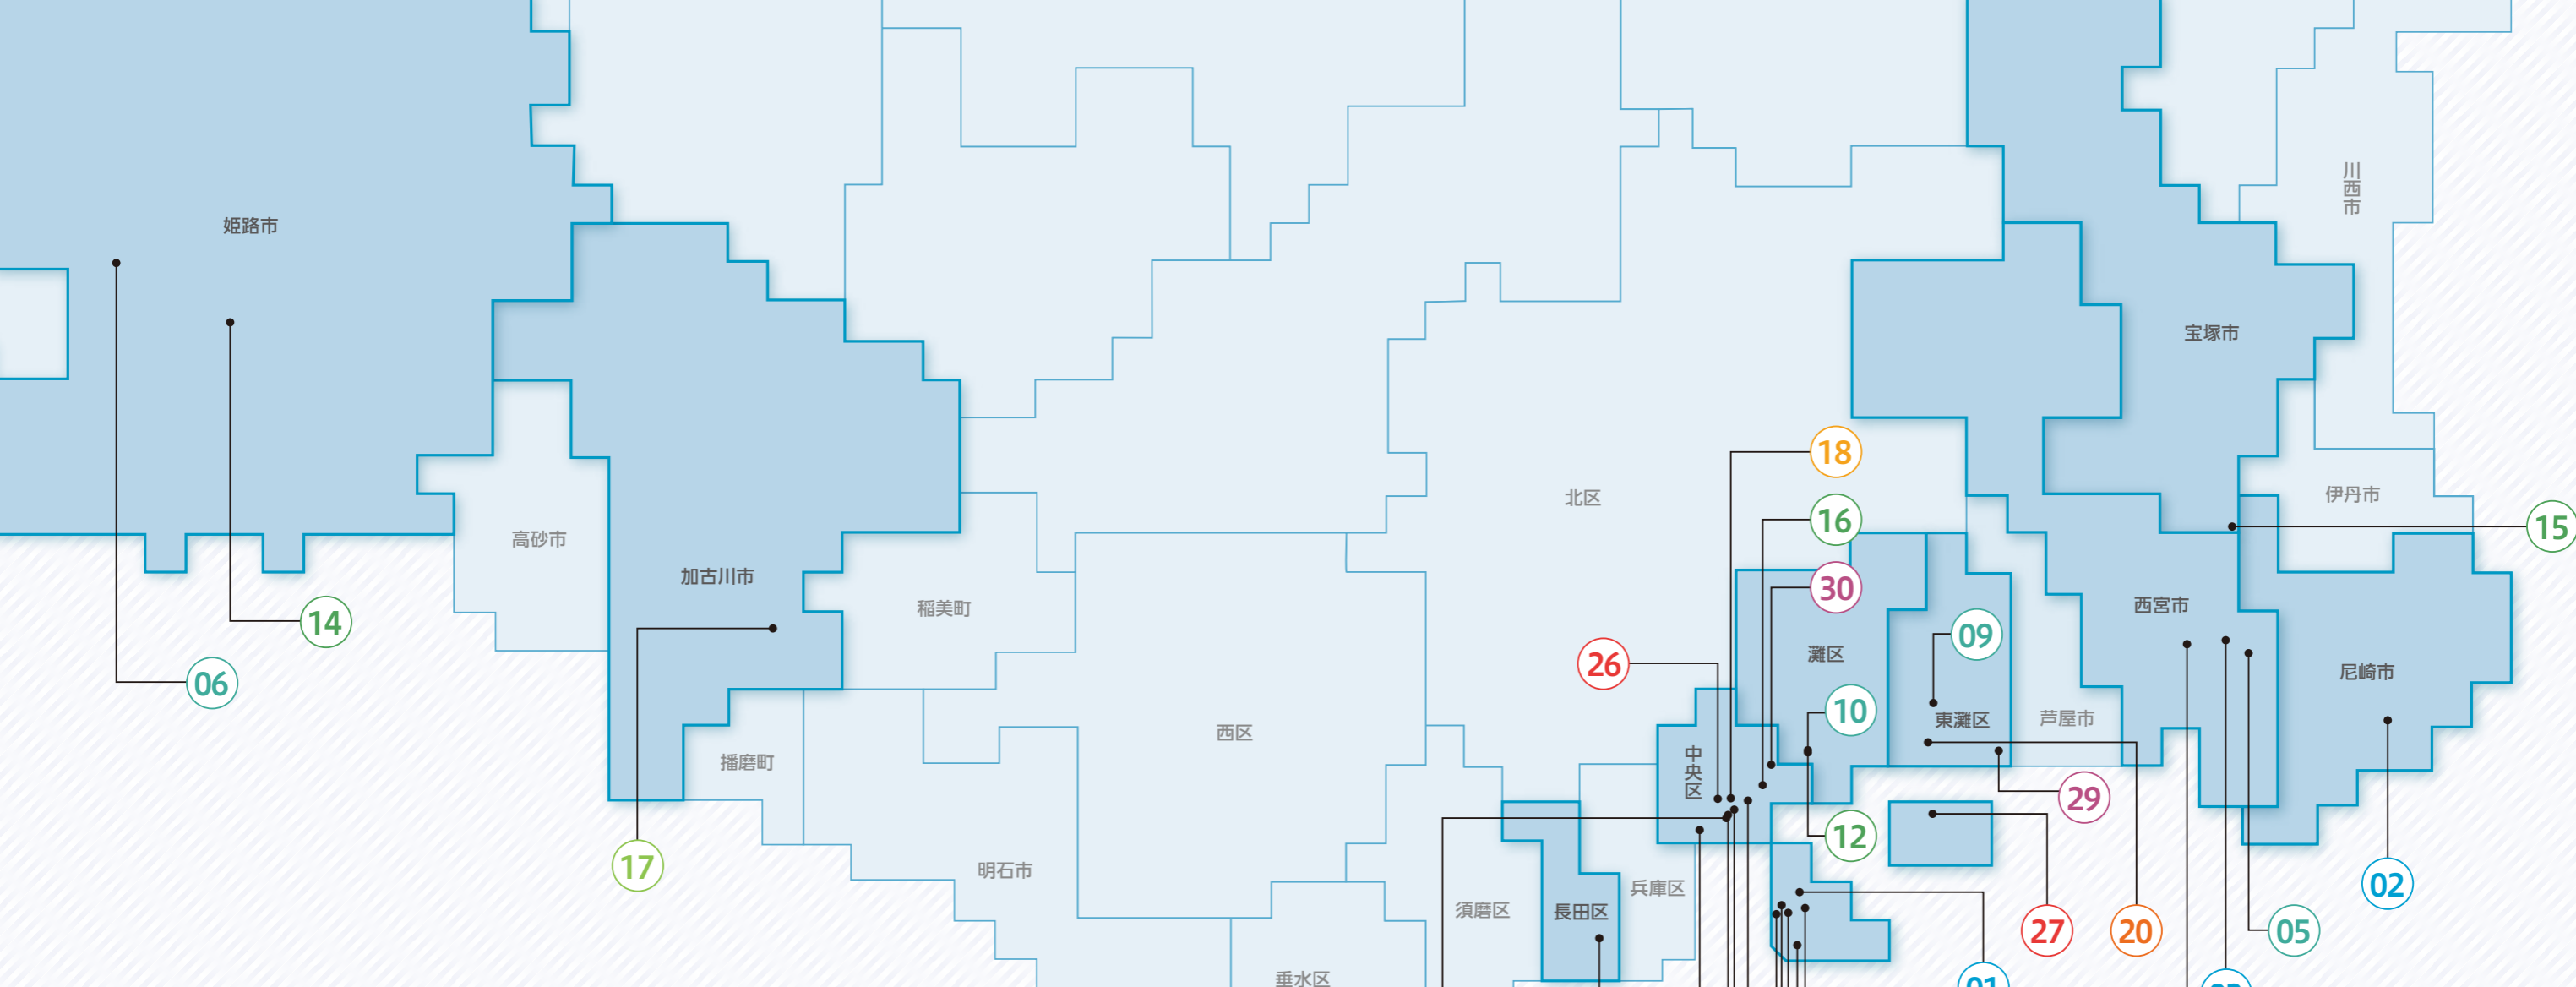 川西市
姫路市
宝塚市
18
北区
伊丹市
16
15
高砂市
加古川市
30
稲美町
西宮市
14
09
灘区
26
尼崎市
06
10
東灘区
芦屋市
西区
播磨町
中央区
29
12
17
明石市
02
兵庫区
須磨区
長田区
27
20
05
垂水区
01